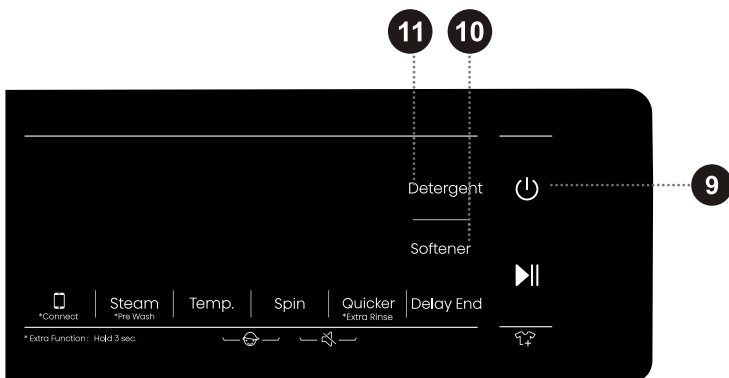 11 10
Detergent
9
Softener
Steam Temp. Spin Quicker Delay End
*Connect *Pre Wash *Extra Rinse
* Extra Function: Hold 3 sec.